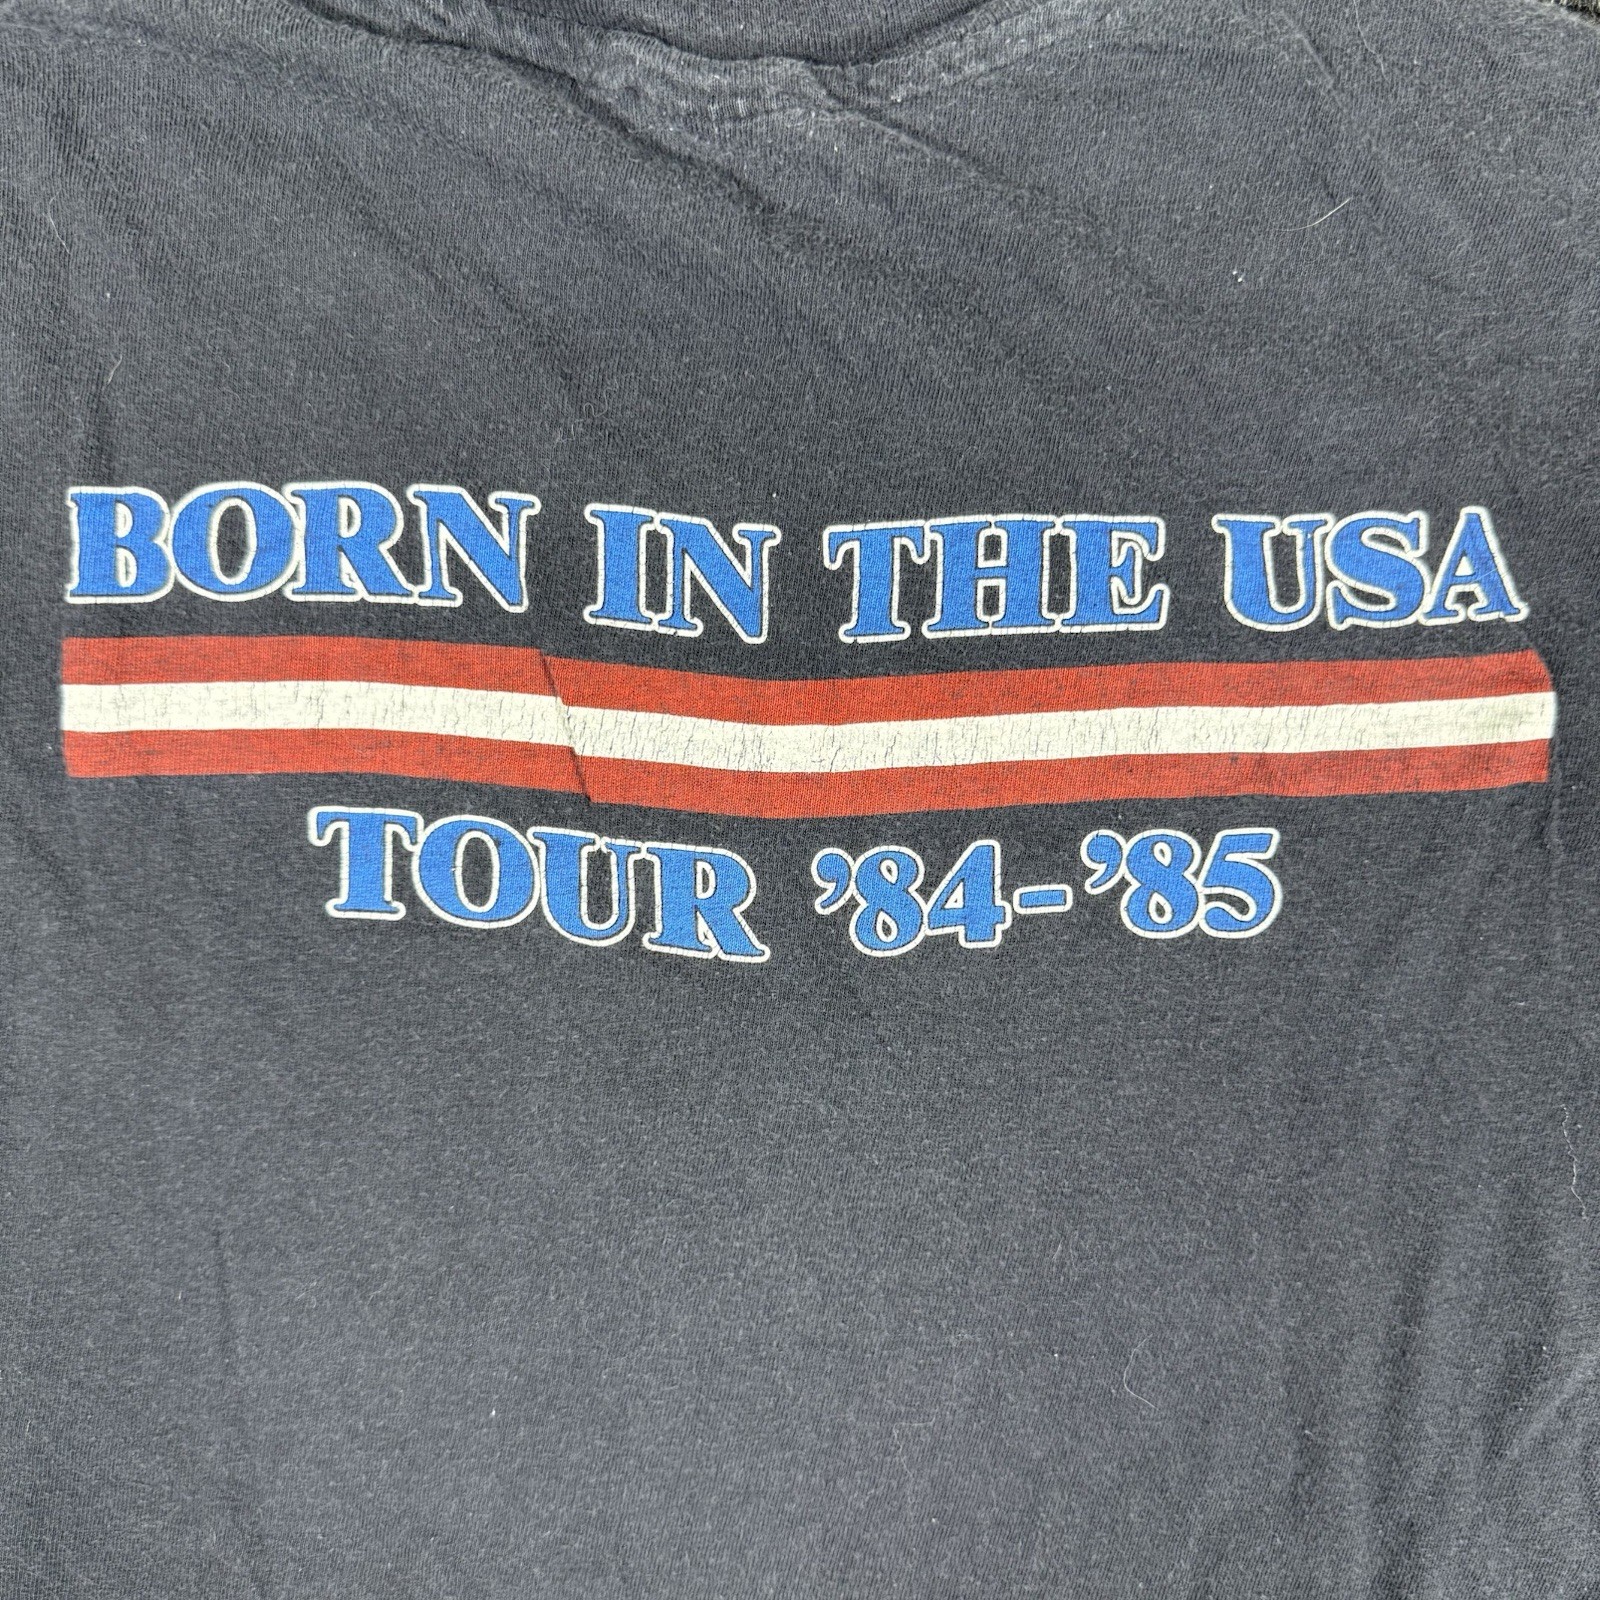 BORN IN THE USA
TOUR ’84-’85